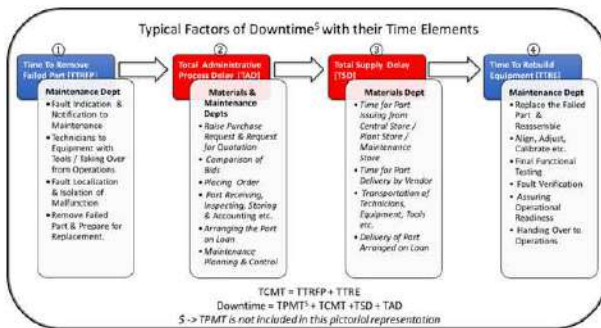 Typical Factors of Downtime$ with their Time Elements
①
Time To Remove
Failed Part [TTRFP]
Maintenance Dept
• Fault Indication &
Notification to
Maintenance
• Technicians to
Equipment with
Tools / Taking Over
from Operations
• Fault Localization
& Isolation of
Malfunction
• Remove Failed
Part & Prepare for
Replacement.
②
Total Administrative
Process Delay [TAD]
Materials &
Maintenance
Depts
• Raise Purchase
Request & Request
for Quotation
• Comparison of
Bids
• Placing Order
• Part Receiving,
Inspecting, Storing
& Accounting etc.
• Arranging the Part
on Loan
• Maintenance
Planning & Control
③
Total Supply Delay
[TSD]
Materials Dept
• Time for Part
Issuing from
Central Store /
Plant Store /
Maintenance
Store
• Time for Part
Delivery by Vendor
• Transportation of
Technicians,
Equipment, Tools
etc.
• Delivery of Part
Arranged on Loan
④
Time To Rebuild
Equipment [TTRE]
Maintenance Dept
• Replace the Failed
Part &
Reassemble
• Align, Adjust,
Calibrate etc.
• Final Functional
Testing
• Fault Verification
• Assuring
Operational
Readiness
• Handing Over to
Operations
TCMT = TTRFP + TTRE
Downtime = TPMT$ + TCMT +TSD + TAD
$ -> TPMT is not included in this pictorial representation